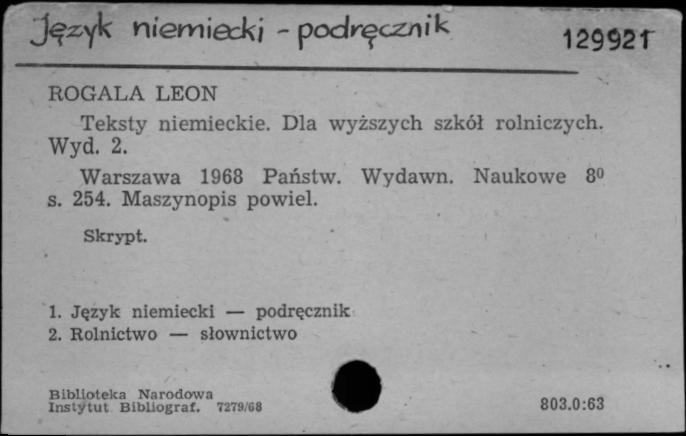 Język niemiecki - podręcznik
129921
ROGALA LEON
Teksty niemieckie. Dla wyższych szkół rolniczych.
Wyd. 2.
Warszawa 1968 Państw. Wydawn. Naukowe 8⁰
s. 254. Maszynopis powiel.
Skrypt.
1. Język niemiecki — podręcznik
2. Rolnictwo — słownictwo
Biblioteka Narodowa
Instytut Bibliograf. 7279/68
803.0:63